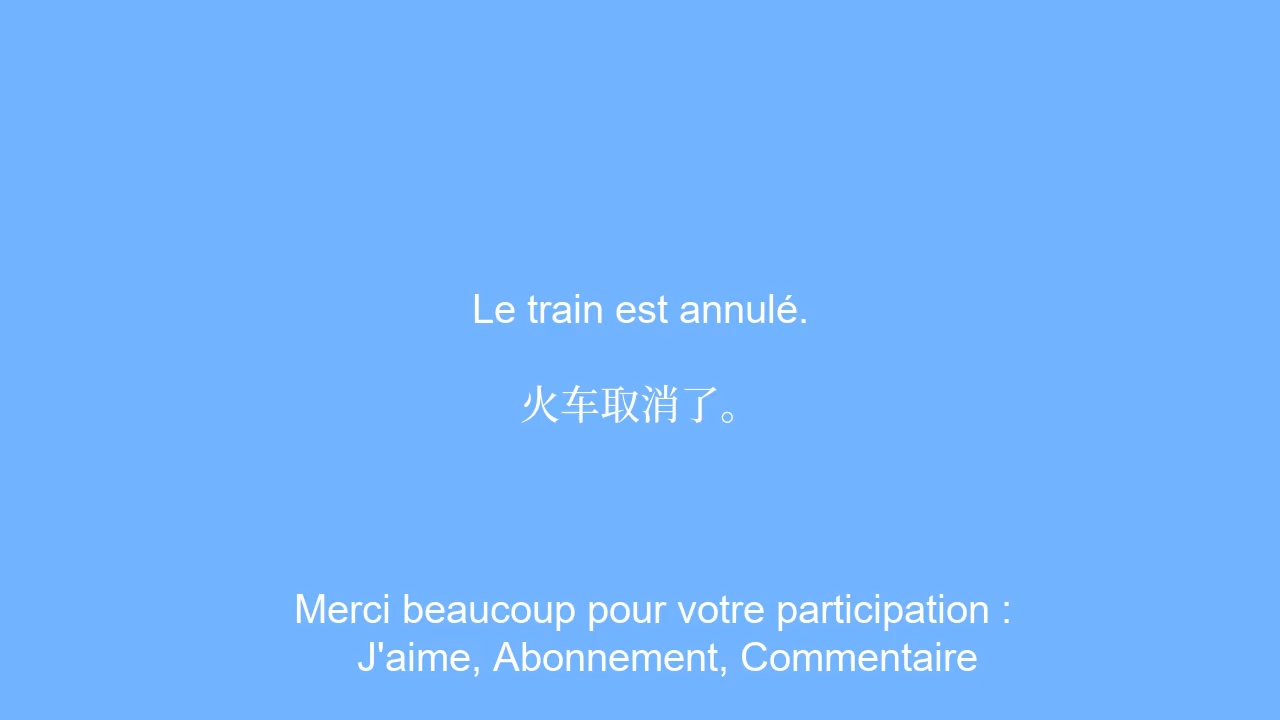 Le train est annulé.
火车取消了。
Merci beaucoup pour votre participation :
J'aime, Abonnement, Commentaire